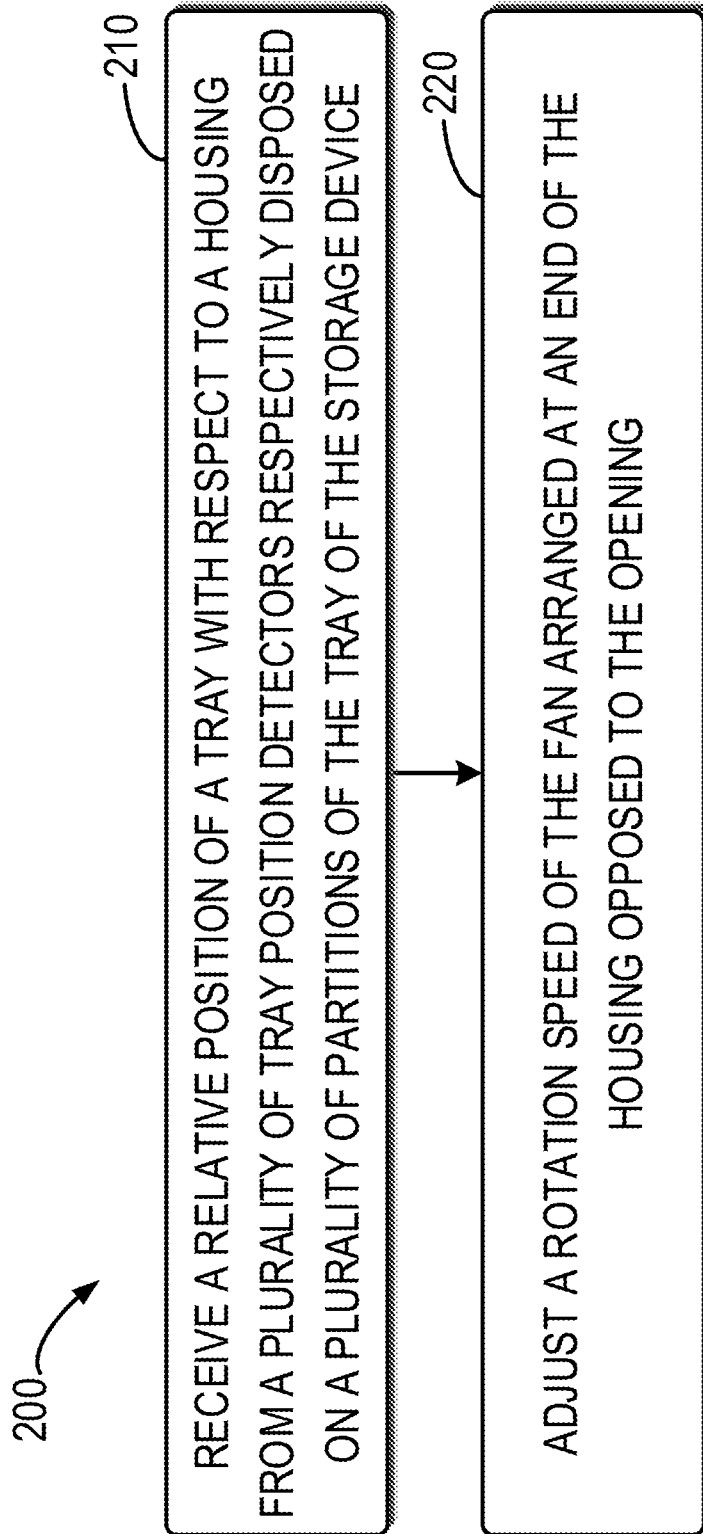 200
210
RECEIVE A RELATIVE POSITION OF A TRAY WITH RESPECT TO A HOUSING
FROM A PLURALITY OF TRAY POSITION DETECTORS RESPECTIVELY DISPOSED
ON A PLURALITY OF PARTITIONS OF THE TRAY OF THE STORAGE DEVICE
220
ADJUST A ROTATION SPEED OF THE FAN ARRANGED AT AN END OF THE
HOUSING OPPOSED TO THE OPENING